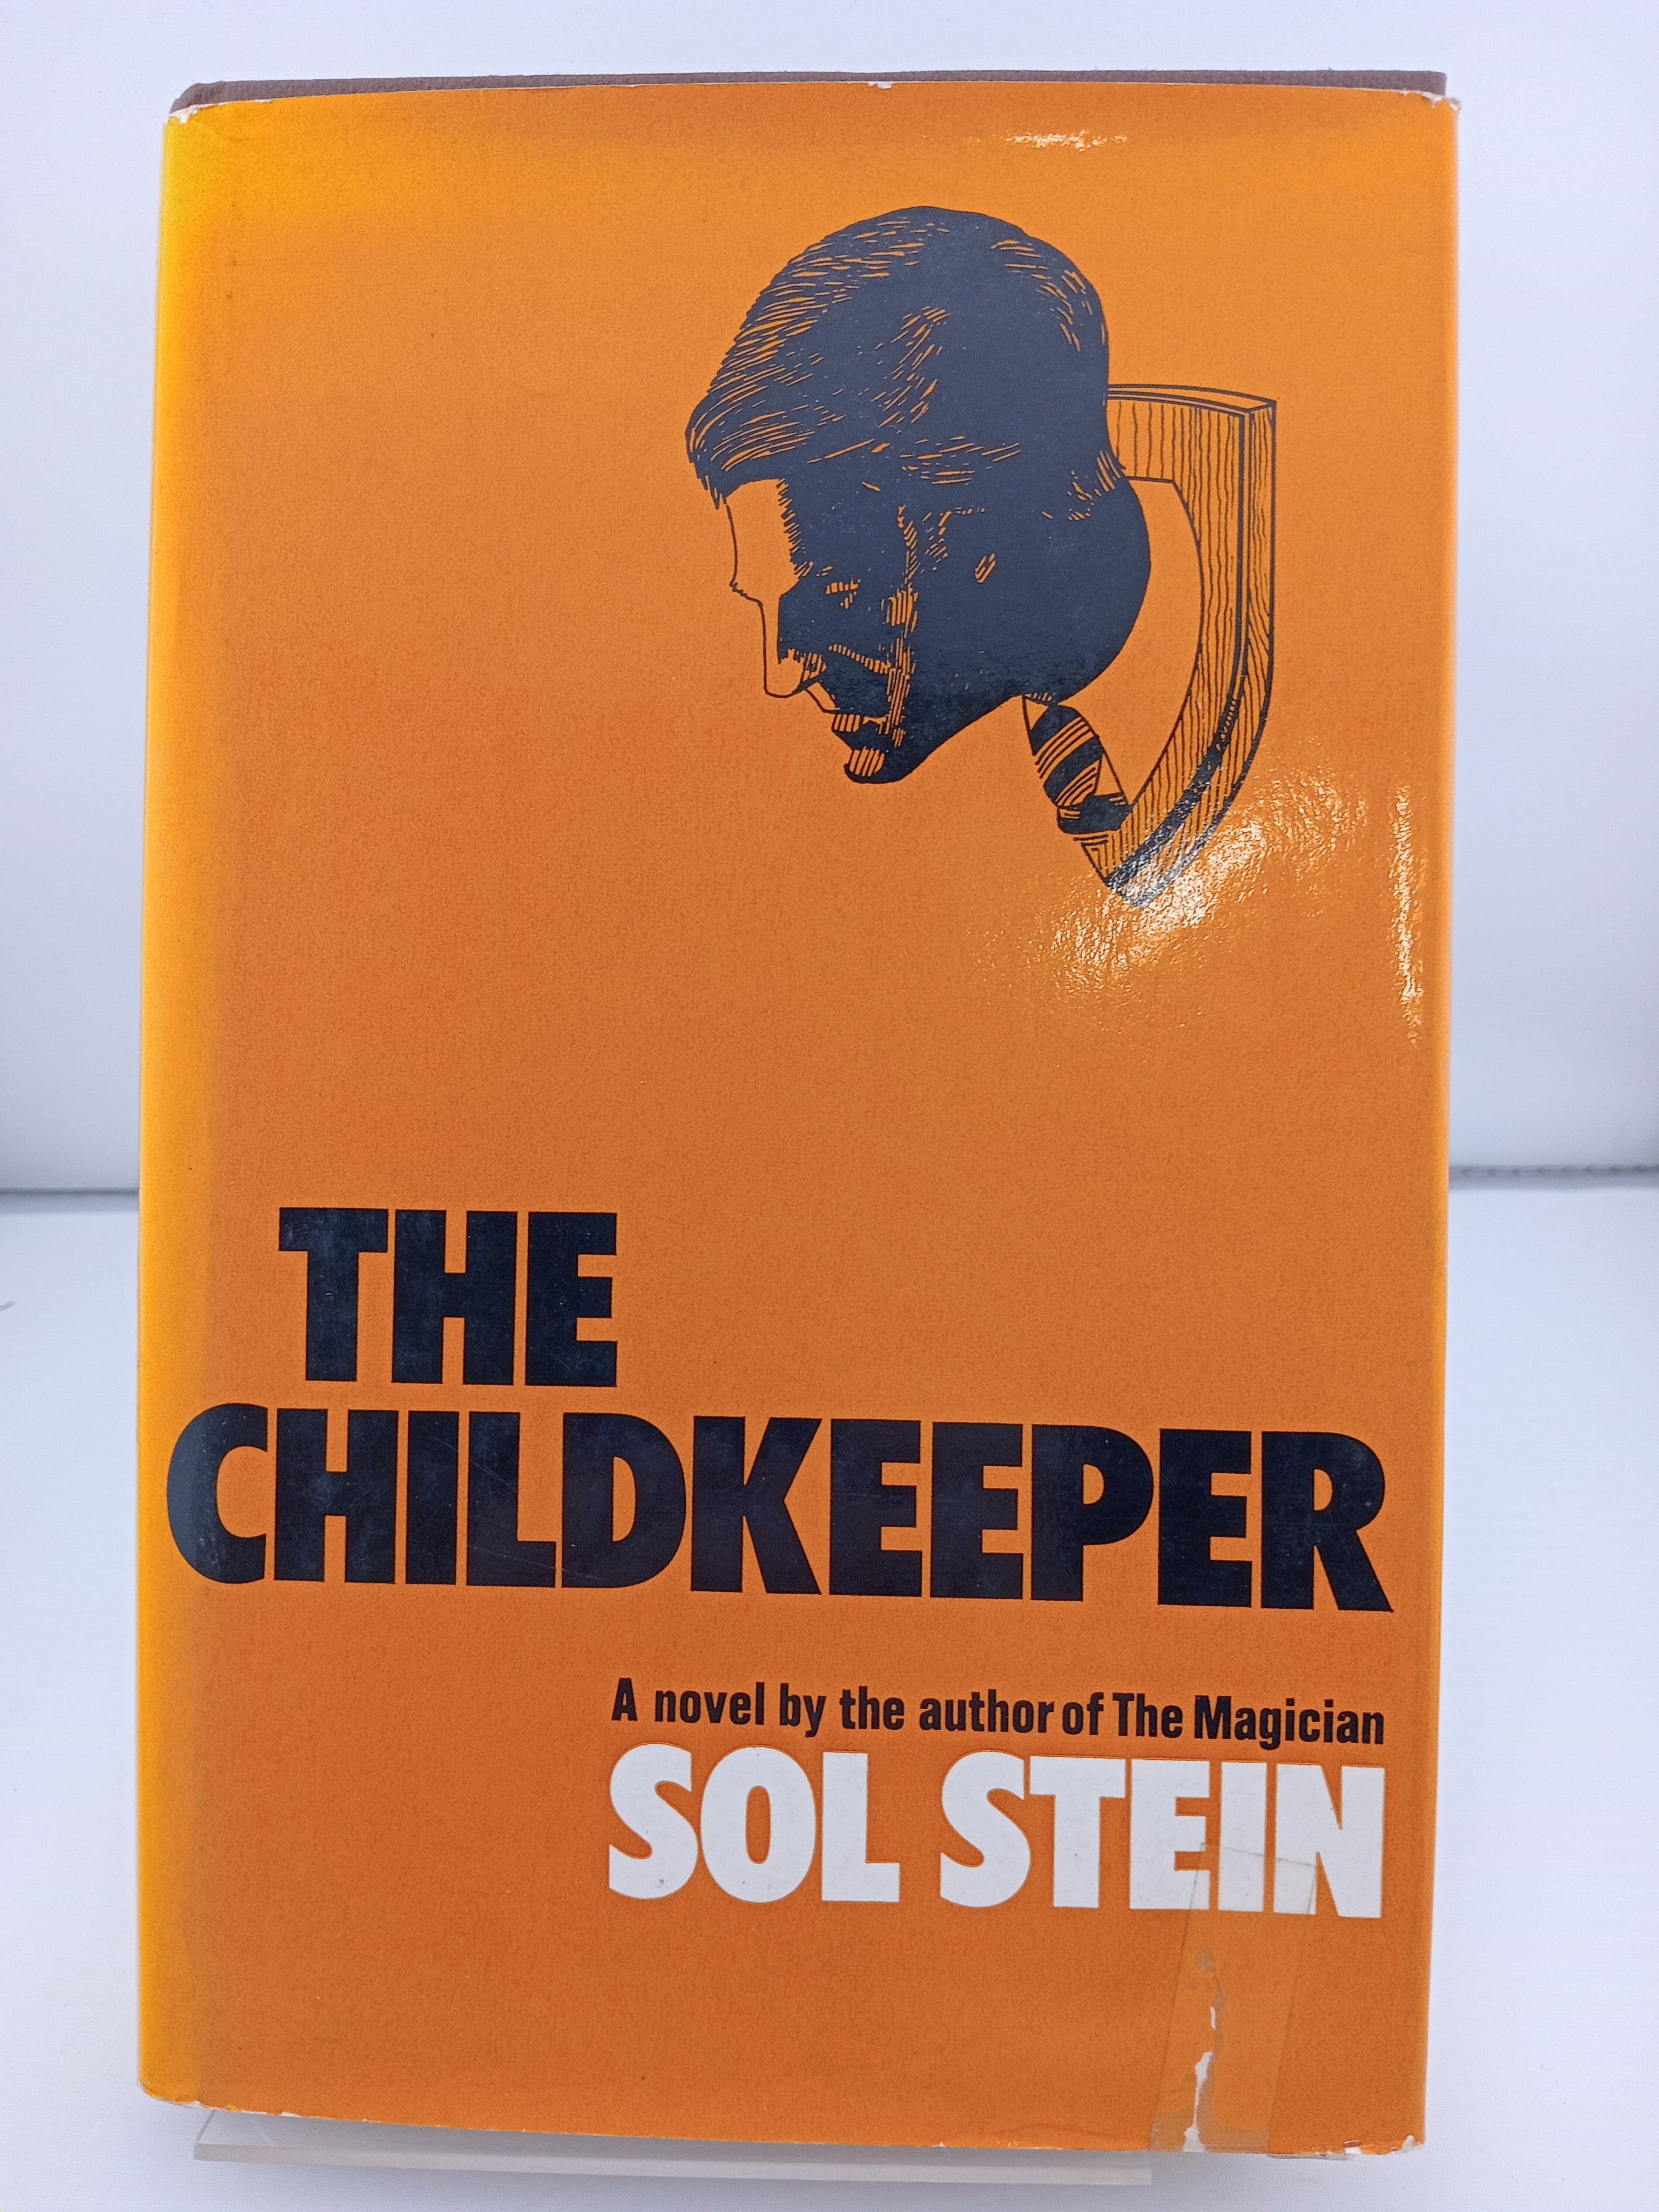 THE
CHILDKEEPER
A novel by the author of The Magician
SOL STEIN